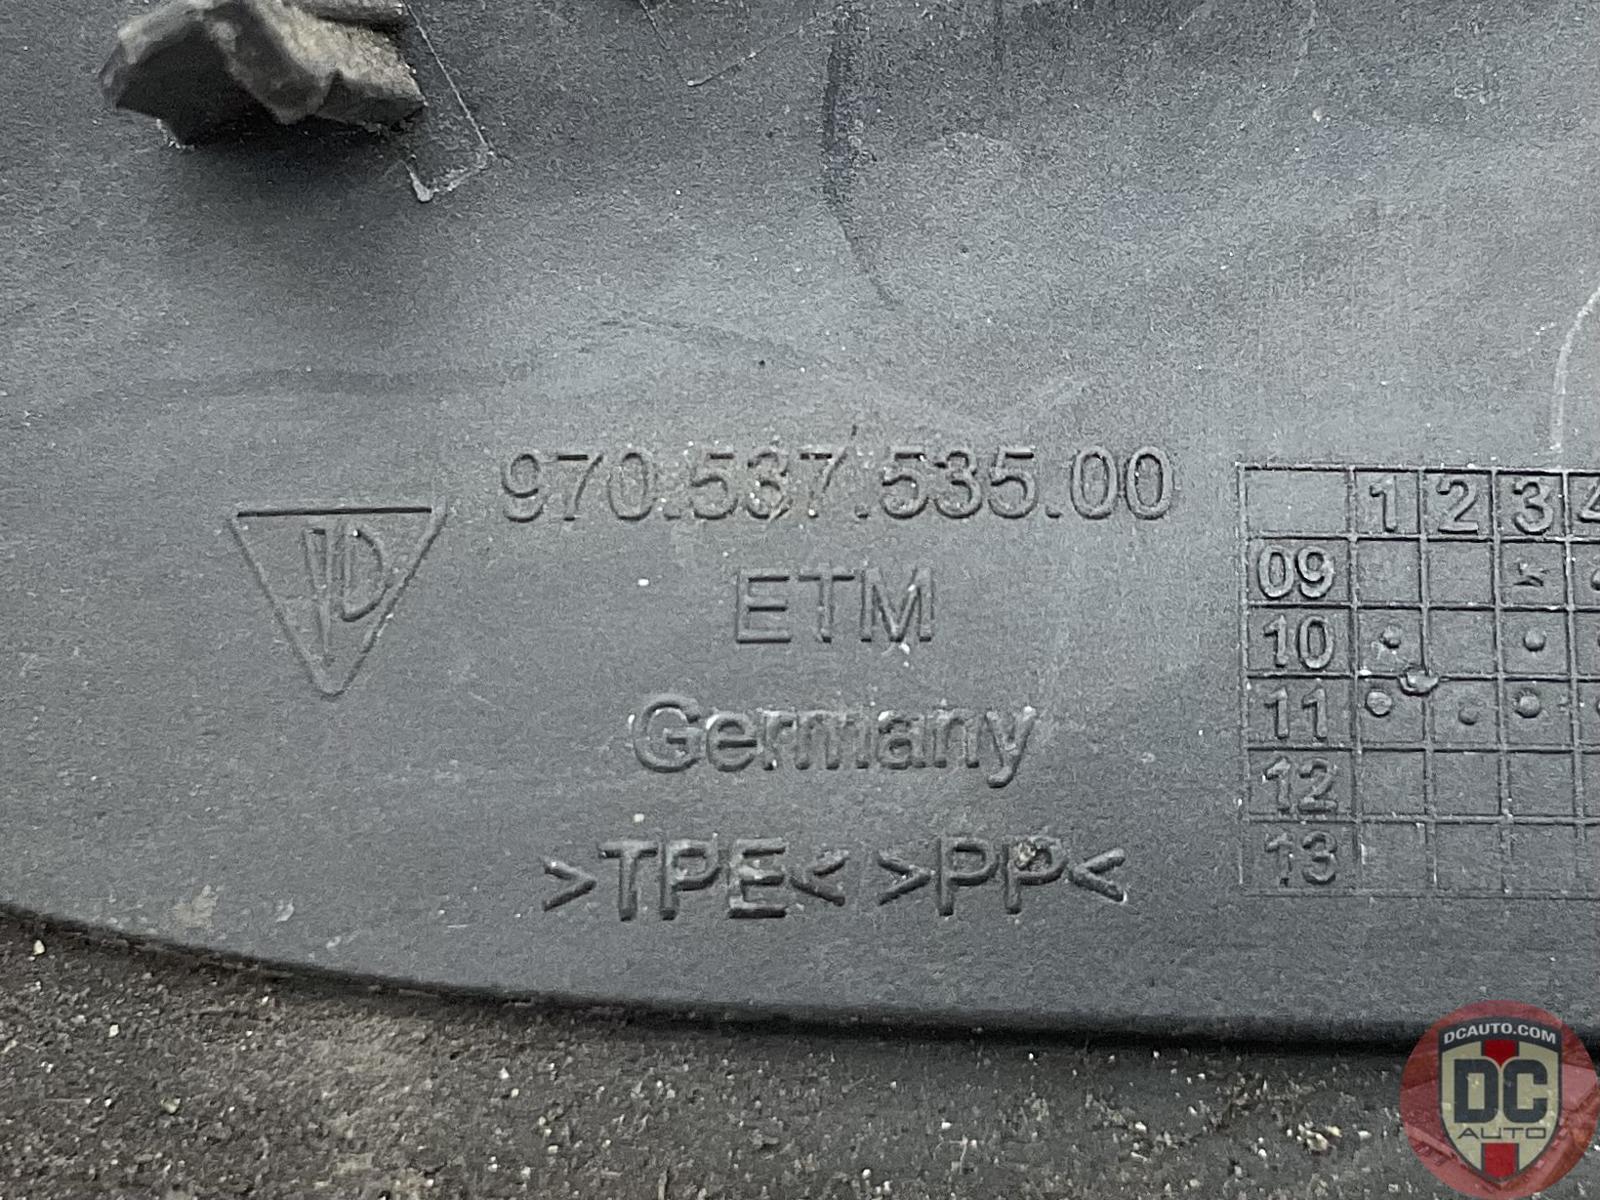 970.537.535.00
ETM
Germany
>TPE< >PP<
1 2 3 4
09
10
11
12
13
DCAUTO.COM
DC
AUTO